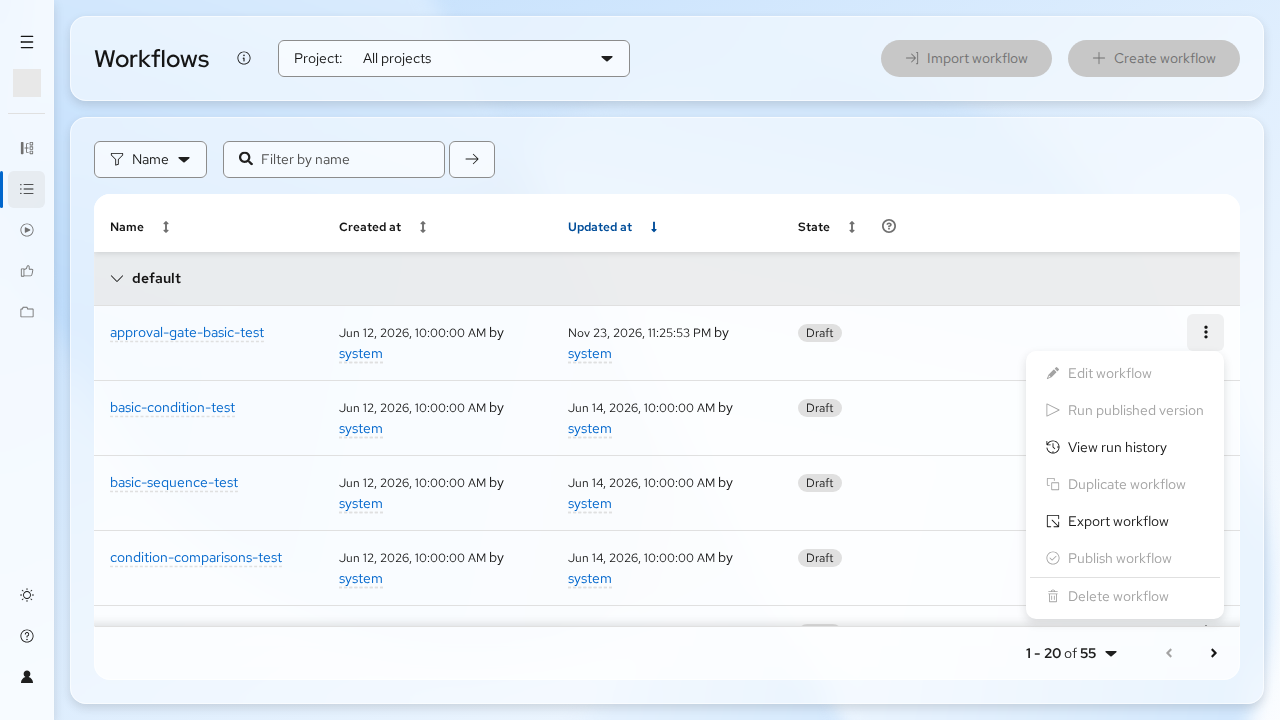 Workflows
Project: All projects
Import workflow
Create workflow
Name
Filter by name
Name
Created at
Updated at
State
default
approval-gate-basic-test
Jun 12, 2026, 10:00:00 AM by
system
Nov 23, 2026, 11:25:53 PM by
system
Draft
basic-condition-test
Jun 12, 2026, 10:00:00 AM by
system
Jun 14, 2026, 10:00:00 AM by
system
Draft
basic-sequence-test
Jun 12, 2026, 10:00:00 AM by
system
Jun 14, 2026, 10:00:00 AM by
system
Draft
condition-comparisons-test
Jun 12, 2026, 10:00:00 AM by
system
Jun 14, 2026, 10:00:00 AM by
system
Draft
Edit workflow
Run published version
View run history
Duplicate workflow
Export workflow
Publish workflow
Delete workflow
1 - 20 of 55